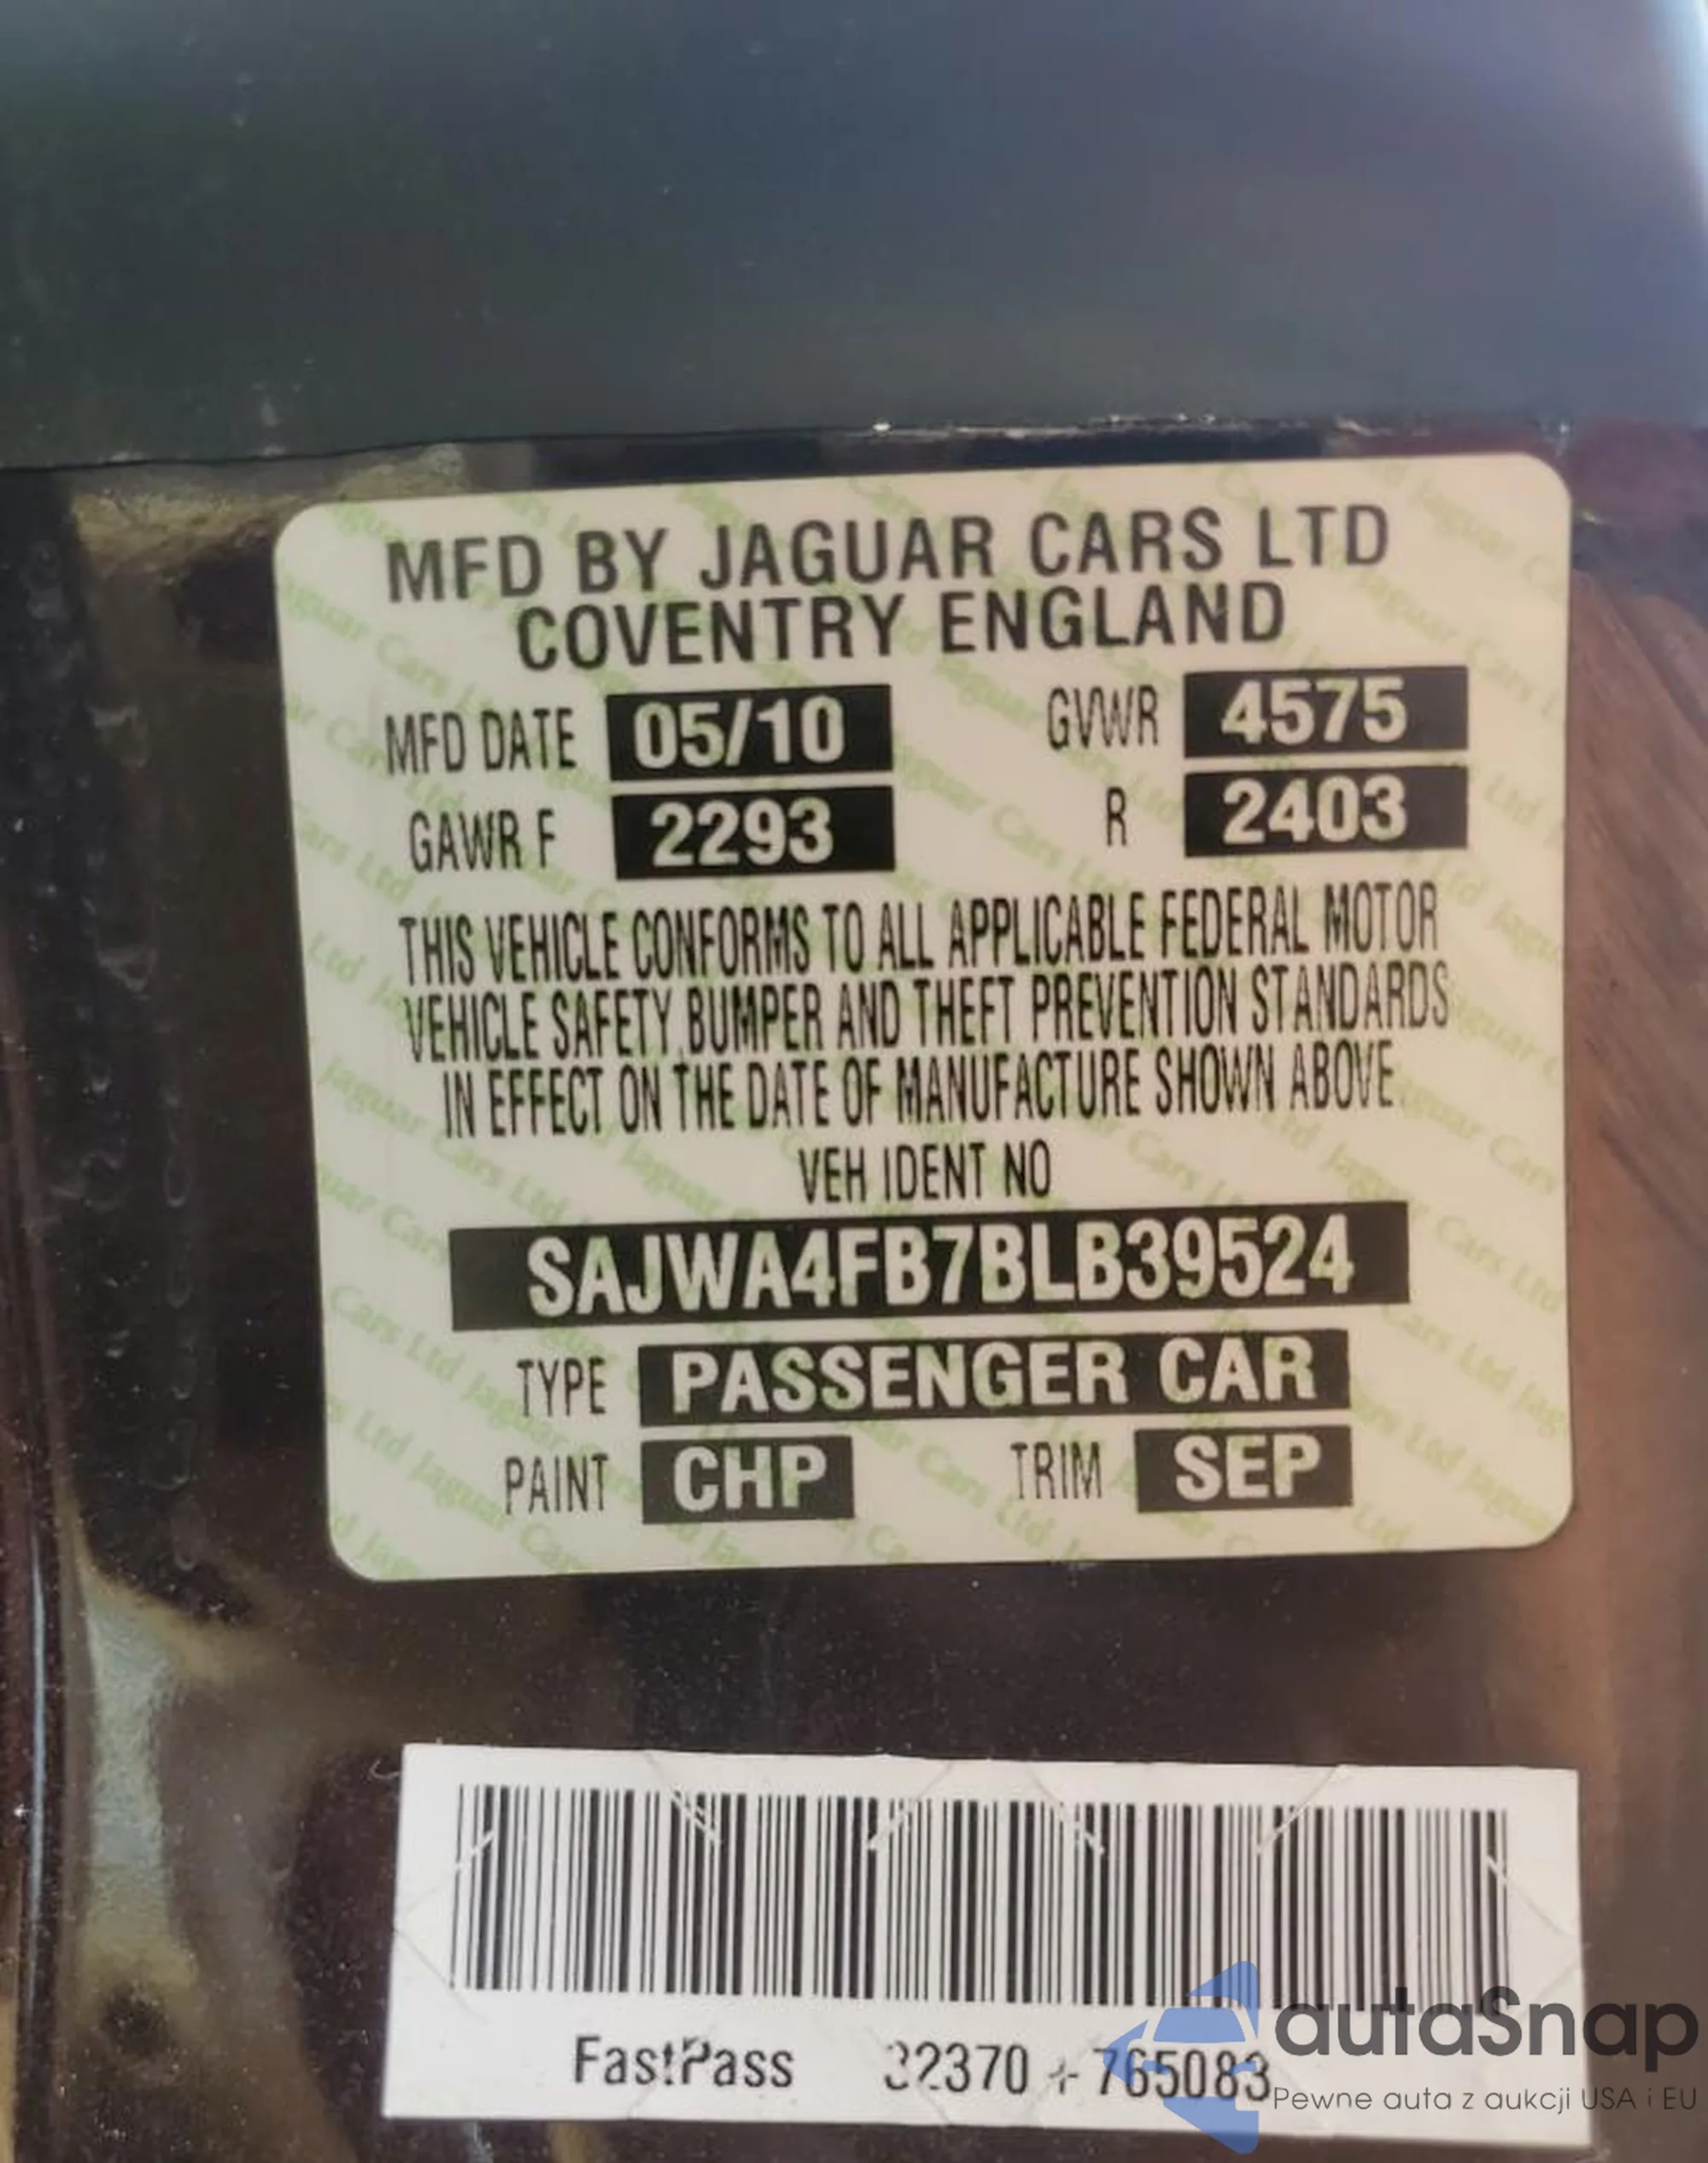 MFD BY JAGUAR CARS LTD
COVENTRY ENGLAND
MFD DATE 05/10 GVWR 4575
GAWR F 2293 R 2403
THIS VEHICLE CONFORMS TO ALL APPLICABLE FEDERAL MOTOR
VEHICLE SAFETY, BUMPER AND THEFT PREVENTION STANDARDS
IN EFFECT ON THE DATE OF MANUFACTURE SHOWN ABOVE
VEH IDENT NO
SAJWA4FB7BLB39524
TYPE PASSENGER CAR
PAINT CHP TRIM SEP
FastPass 32370 + 765083
autaSnap
Pewne auta z aukcji USA i EU